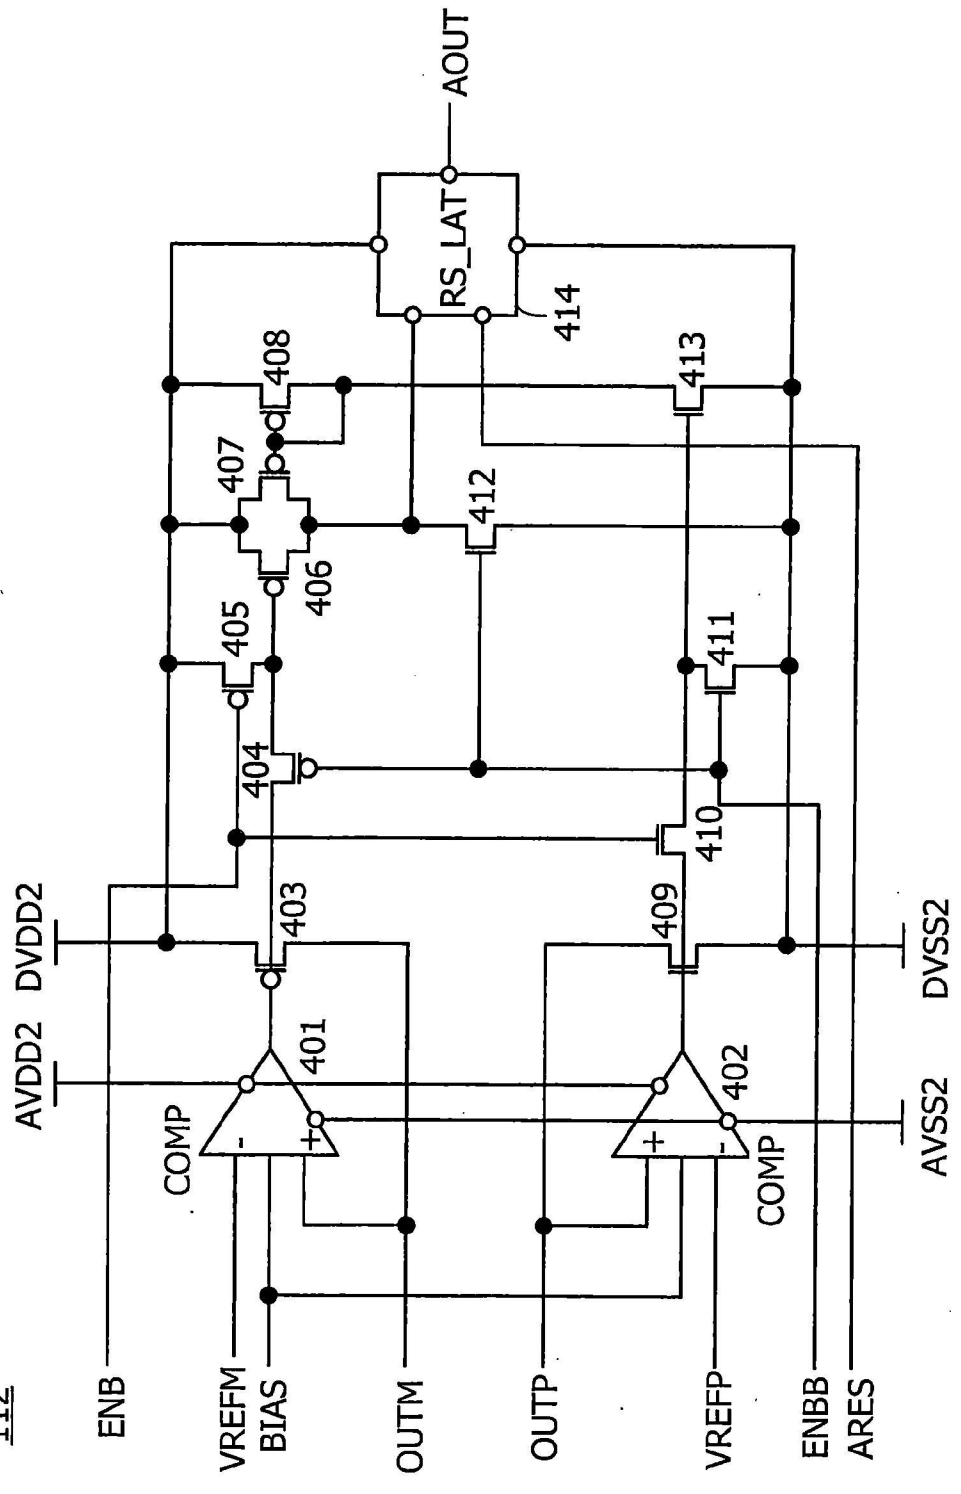 112
ENB
VREFM
BIAS
OUTM
OUTP
VREFP
ENBB
ARES
AVDD2
DVDD2
COMP
-
+
401
403
404
405
406
407
408
COMP
+
-
402
409
410
411
412
413
RS_LAT
414
AOUT
AVSS2
DVSS2